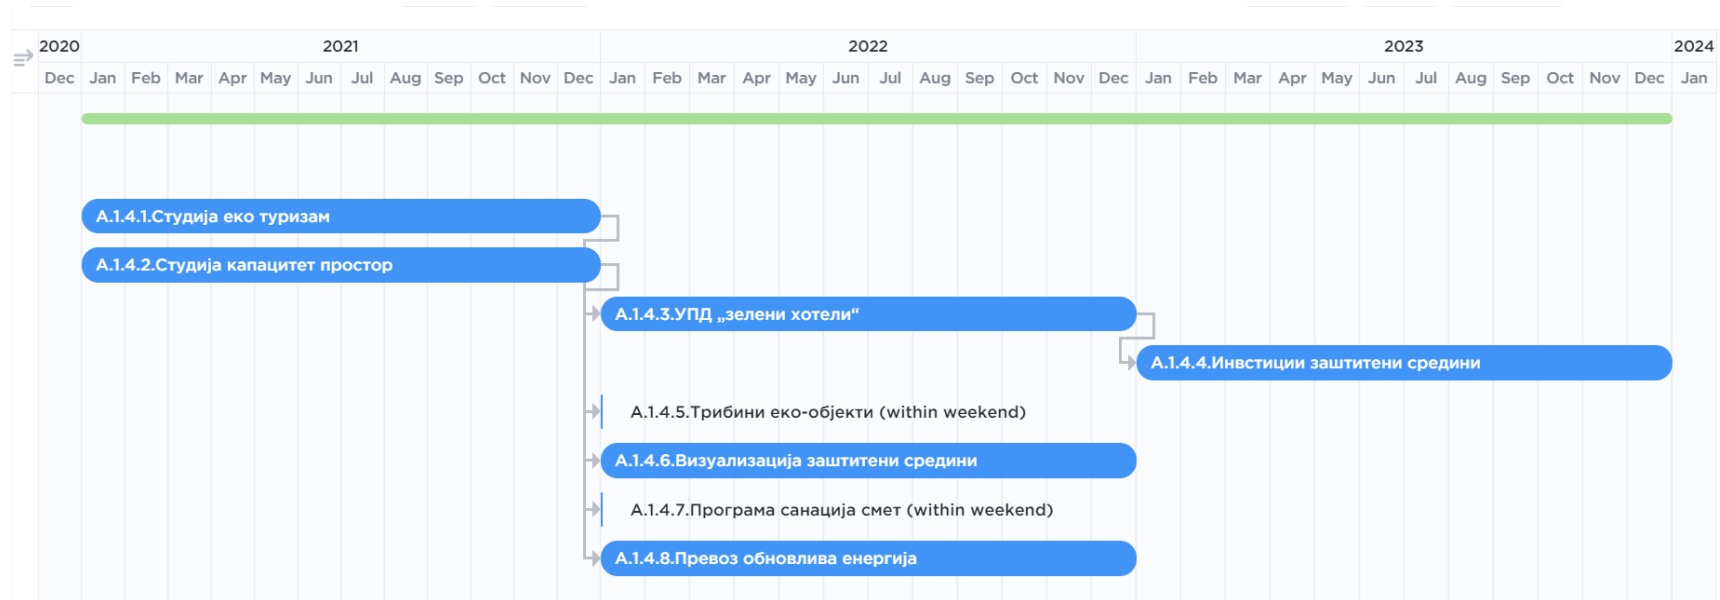 2020 2021 2022 2023 2024
Dec Jan Feb Mar Apr May Jun Jul Aug Sep Oct Nov Dec Jan Feb Mar Apr May Jun Jul Aug Sep Oct Nov Dec Jan Feb Mar Apr May Jun Jul Aug Sep Oct Nov Dec Jan
А.1.4.1.Студија еко туризам
А.1.4.2.Студија капацитет простор
А.1.4.3.УПД „зелени хотели“
А.1.4.4.Инвстиции заштитени средини
А.1.4.5.Трибини еко-објекти (within weekend)
А.1.4.6.Визуализација заштитени средини
А.1.4.7.Програма санација смет (within weekend)
А.1.4.8.Превоз обновлива енергија